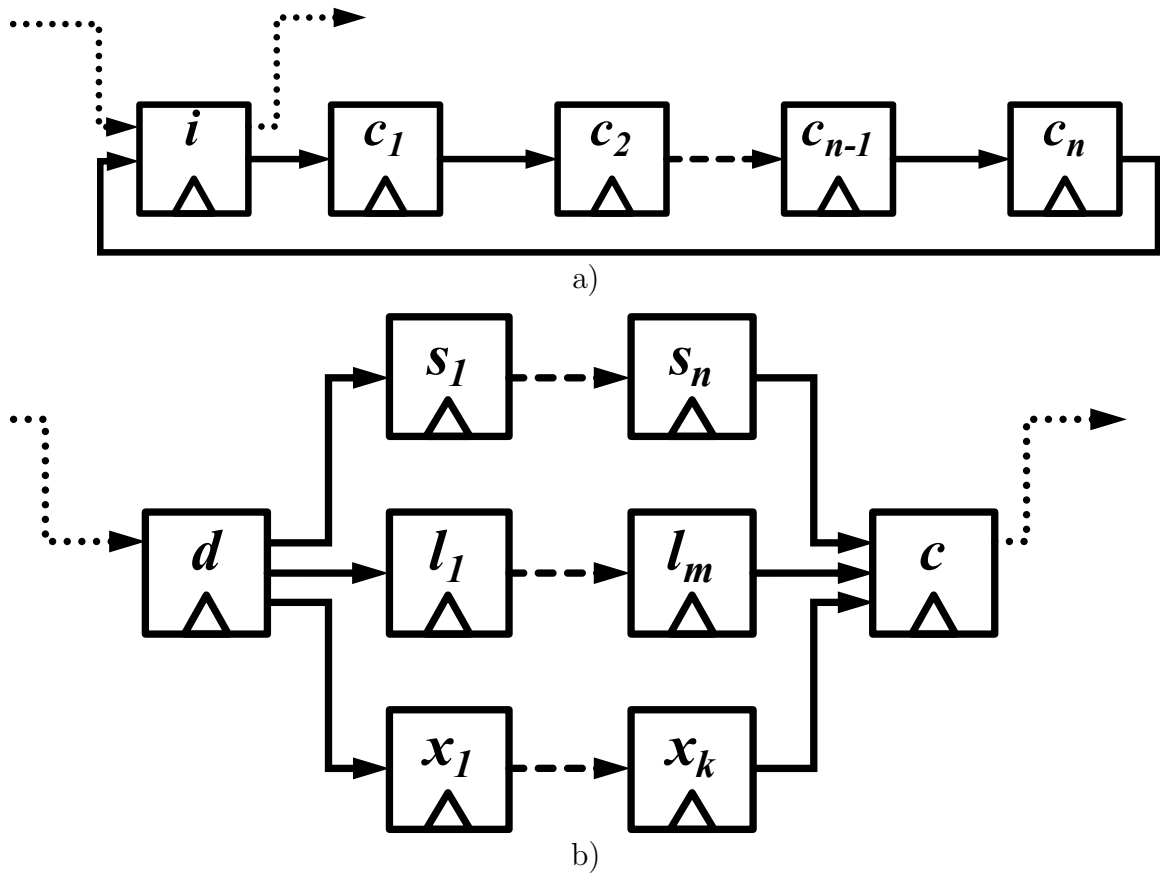 i c₁ c₂ cₙ₋₁ cₙ
a)
s₁ sₙ
d l₁ lₘ c
x₁ xₖ
b)